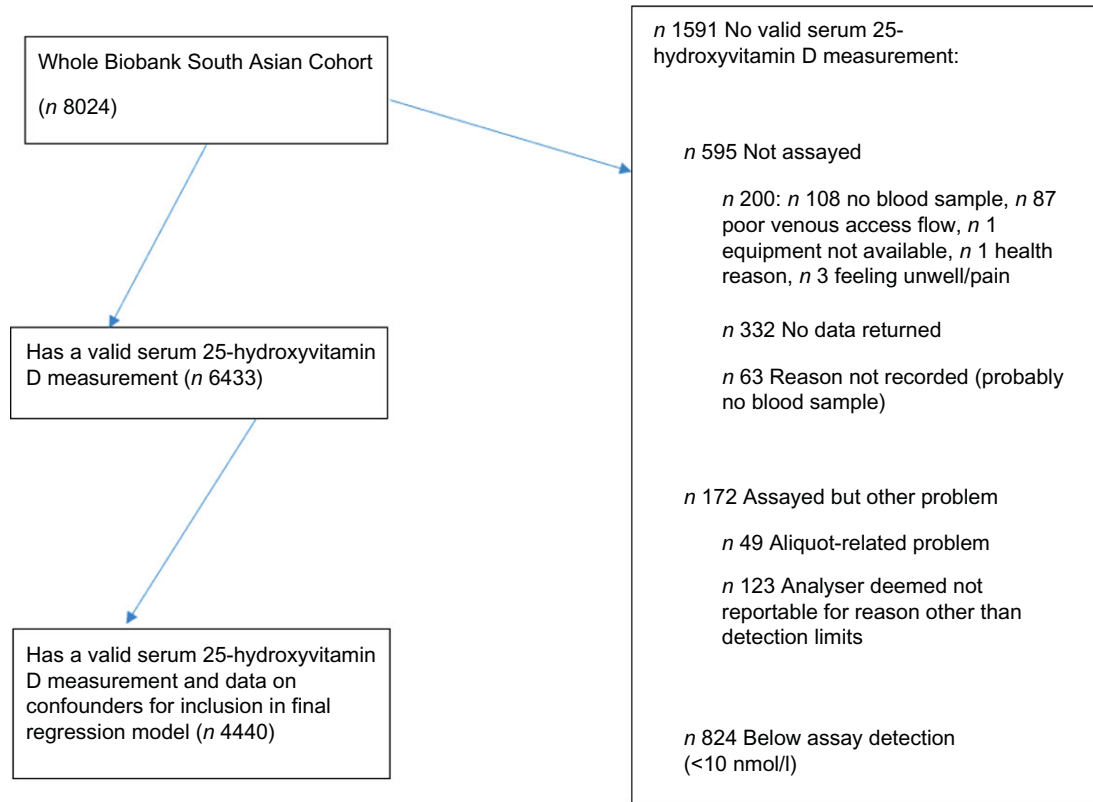 Whole Biobank South Asian Cohort
(n 8024)
Has a valid serum 25-hydroxyvitamin
D measurement (n 6433)
Has a valid serum 25-hydroxyvitamin
D measurement and data on
confounders for inclusion in final
regression model (n 4440)
n 1591 No valid serum 25-
hydroxyvitamin D measurement:
n 595 Not assayed
n 200: n 108 no blood sample, n 87
poor venous access flow, n 1
equipment not available, n 1 health
reason, n 3 feeling unwell/pain
n 332 No data returned
n 63 Reason not recorded (probably
no blood sample)
n 172 Assayed but other problem
n 49 Aliquot-related problem
n 123 Analyser deemed not
reportable for reason other than
detection limits
n 824 Below assay detection
(<10 nmol/l)